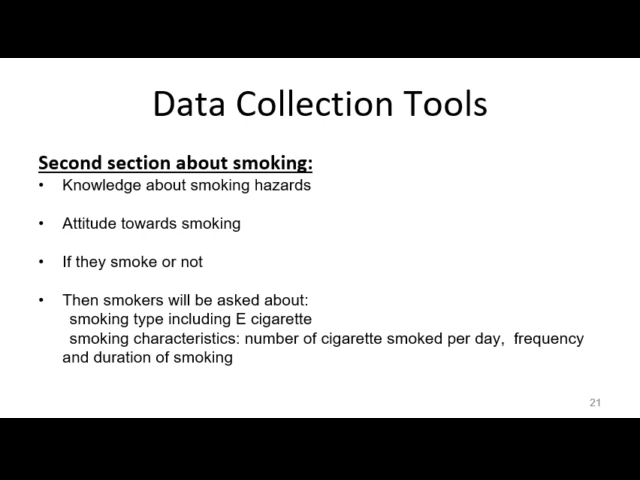 Data Collection Tools
Second section about smoking:
• Knowledge about smoking hazards
• Attitude towards smoking
• If they smoke or not
• Then smokers will be asked about:
smoking type including E cigarette
smoking characteristics: number of cigarette smoked per day, frequency
and duration of smoking
21